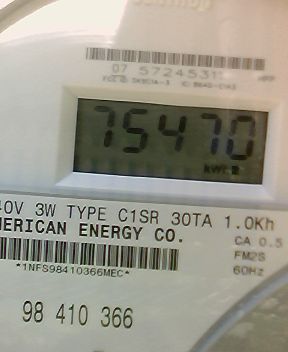 07 5724531
75470
kWh
40V 3W TYPE C1SR 30TA 1.0Kh
MERICAN ENERGY CO.
CA 0.5
FM2S
60Hz
*1NFS98410366MEC*
98 410 366